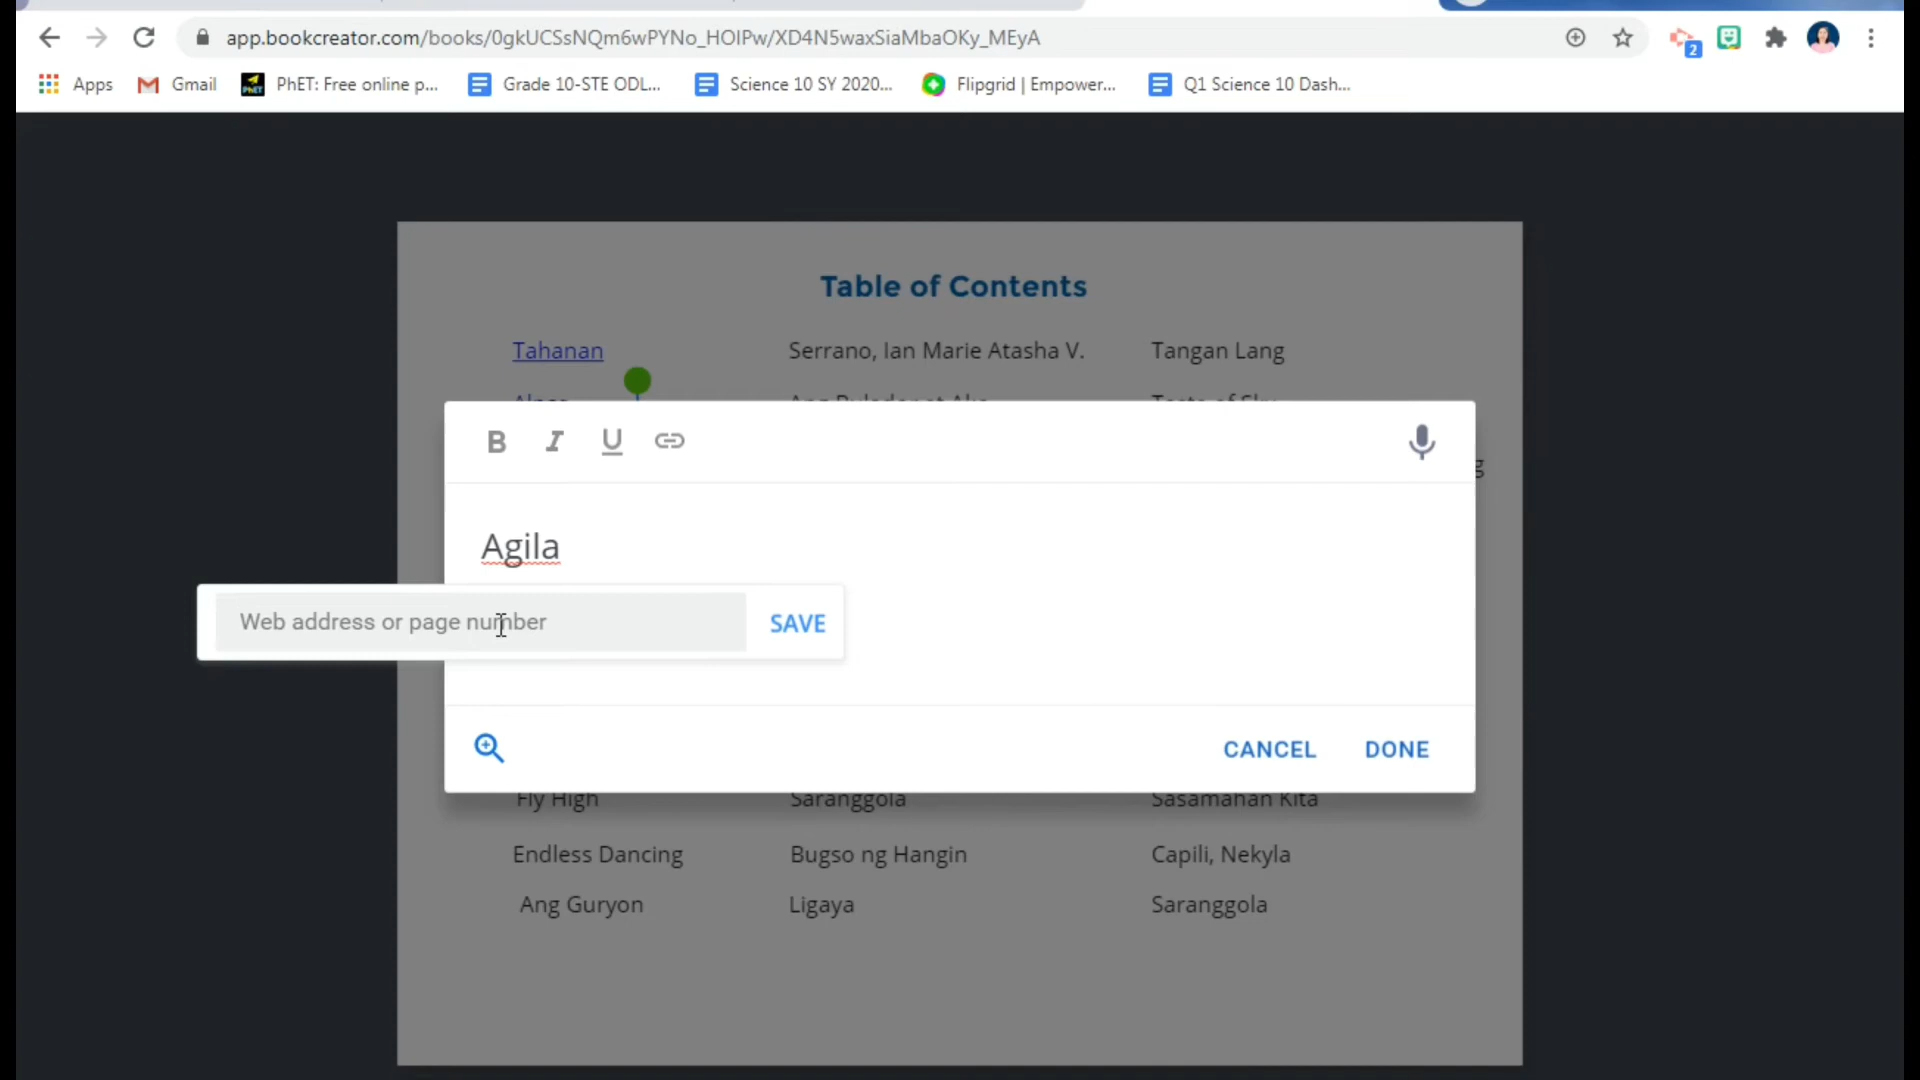 app.bookcreator.com/books/0gkUCSsNQm6wPYNo_HOIPw/XD4N5waxSiaMbaOKy_MEyA
2
Apps
Gmail
PhET: Free online p...
Grade 10-STE ODL...
Science 10 SY 2020...
Flipgrid | Empower...
Q1 Science 10 Dash...
Table of Contents
Tahanan
Serrano, Ian Marie Atasha V.
Tangan Lang
B I U
Agila
Web address or page number
SAVE
CANCEL
DONE
Fly High
Saranggola
Sasamahan Kita
Endless Dancing
Bugso ng Hangin
Capili, Nekyla
Ang Guryon
Ligaya
Saranggola